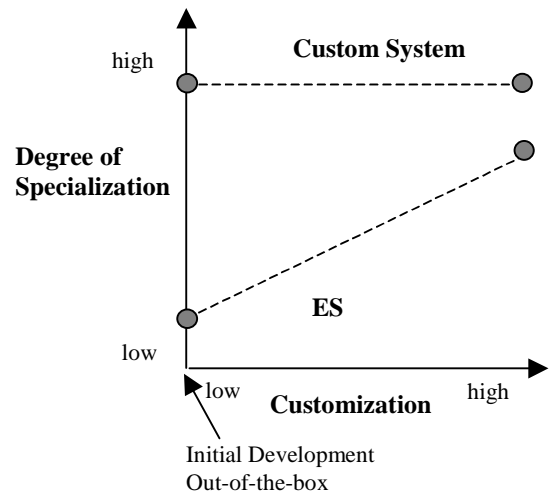 Custom System
high
Degree of
Specialization
ES
low
low
high
Customization
Initial Development
Out-of-the-box